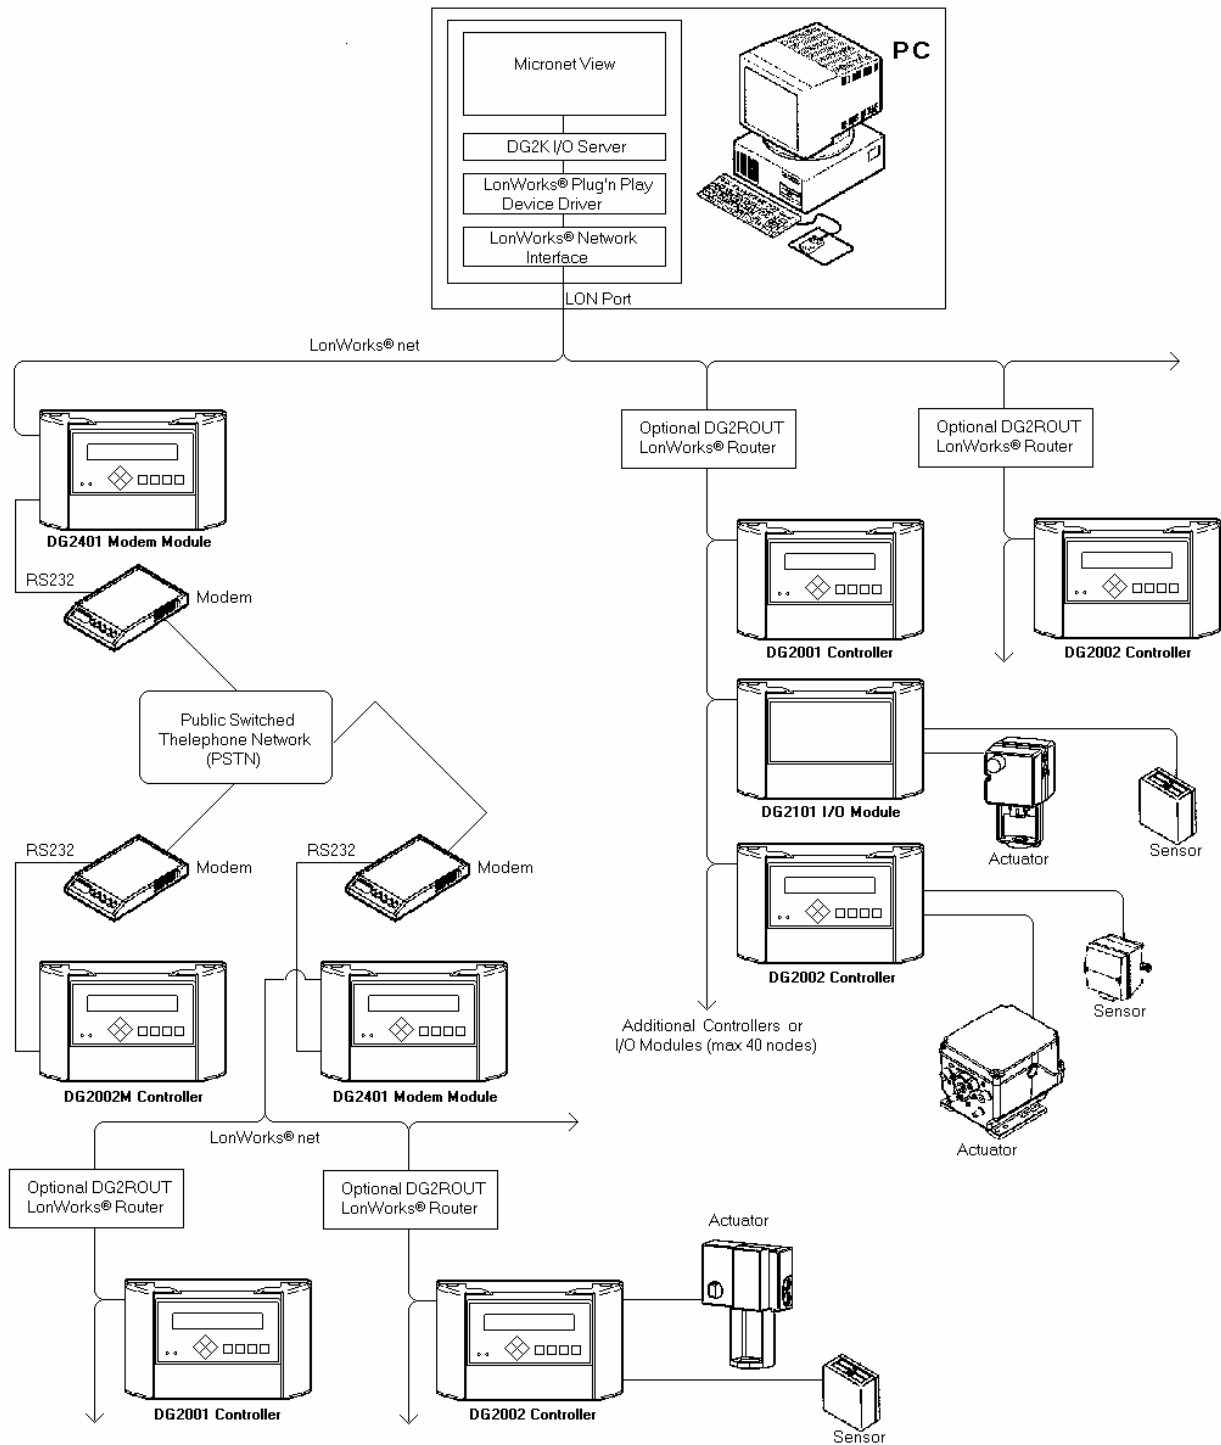 PC
Micronet View
DG2K I/O Server
LonWorks® Plug'n Play
Device Driver
LonWorks® Network
Interface
LON Port
LonWorks® net
Optional DG2ROUT
LonWorks® Router
Optional DG2ROUT
LonWorks® Router
DG2401 Modem Module
RS232
Modem
DG2001 Controller
DG2002 Controller
Public Switched
Thelephone Network
(PSTN)
DG2101 I/O Module
Actuator
Sensor
RS232
Modem
RS232
Modem
DG2002 Controller
Sensor
Additional Controllers or
I/O Modules (max 40 nodes)
DG2002M Controller
DG2401 Modem Module
Actuator
LonWorks® net
Optional DG2ROUT
LonWorks® Router
Optional DG2ROUT
LonWorks® Router
Actuator
DG2001 Controller
DG2002 Controller
Sensor